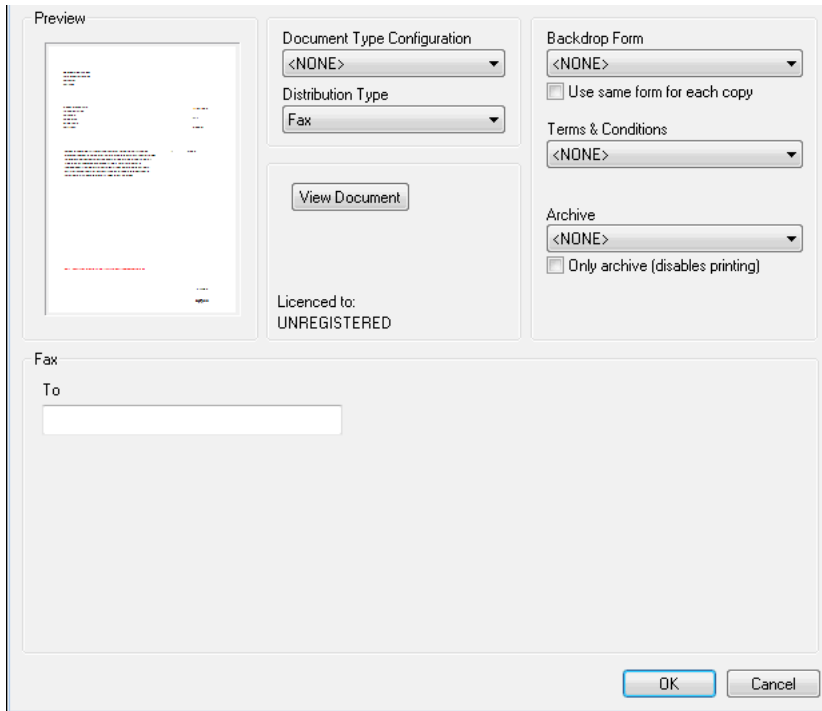 Preview
Document Type Configuration
<NONE>
Distribution Type
Fax
View Document
Licenced to:
UNREGISTERED
Backdrop Form
<NONE>
Use same form for each copy
Terms & Conditions
<NONE>
Archive
<NONE>
Only archive (disables printing)
Fax
To
OK
Cancel